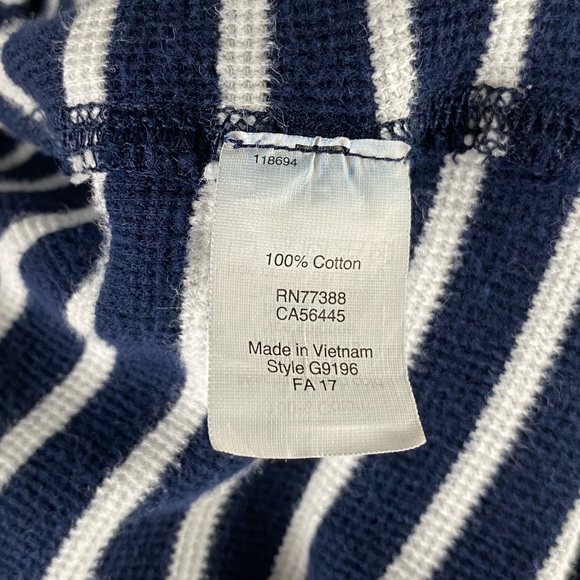 118694
100% Cotton
RN77388
CA56445
Made in Vietnam
Style G9196
FA 17